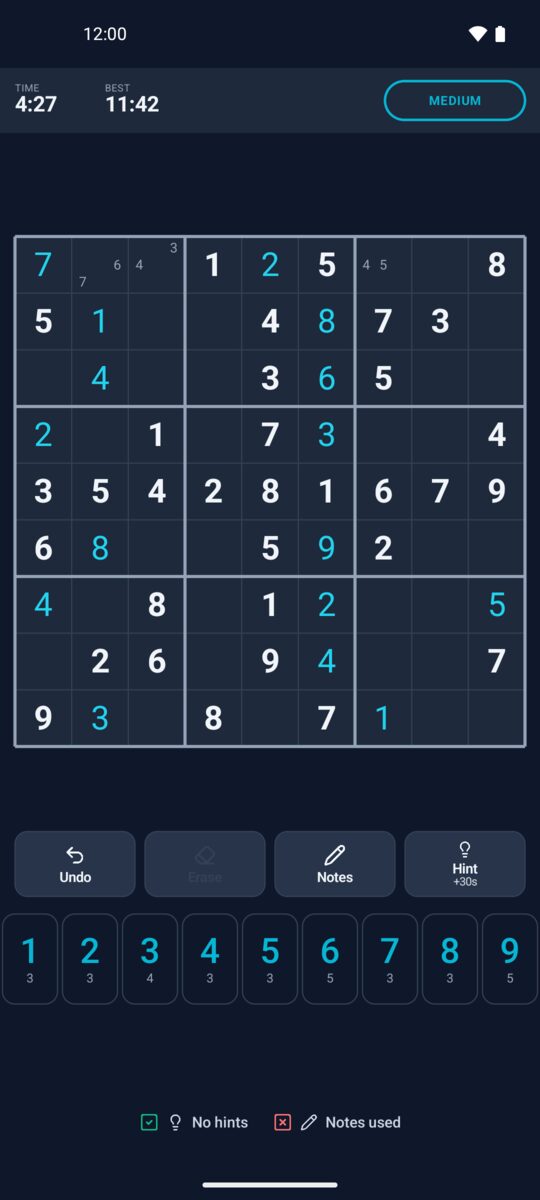 12:00
TIME BEST
4:27 11:42 MEDIUM
7 6 7 3 4 1 2 5 4 5 8
5 1 4 8 7 3
4 3 6 5
2 1 7 3 4
3 5 4 2 8 1 6 7 9
6 8 5 9 2
4 8 1 2 5
2 6 9 4 7
9 3 8 7 1
Undo Erase Notes Hint
+30s
1 2 3 4 5 6 7 8 9
3 3 4 3 3 5 3 3 5
No hints Notes used